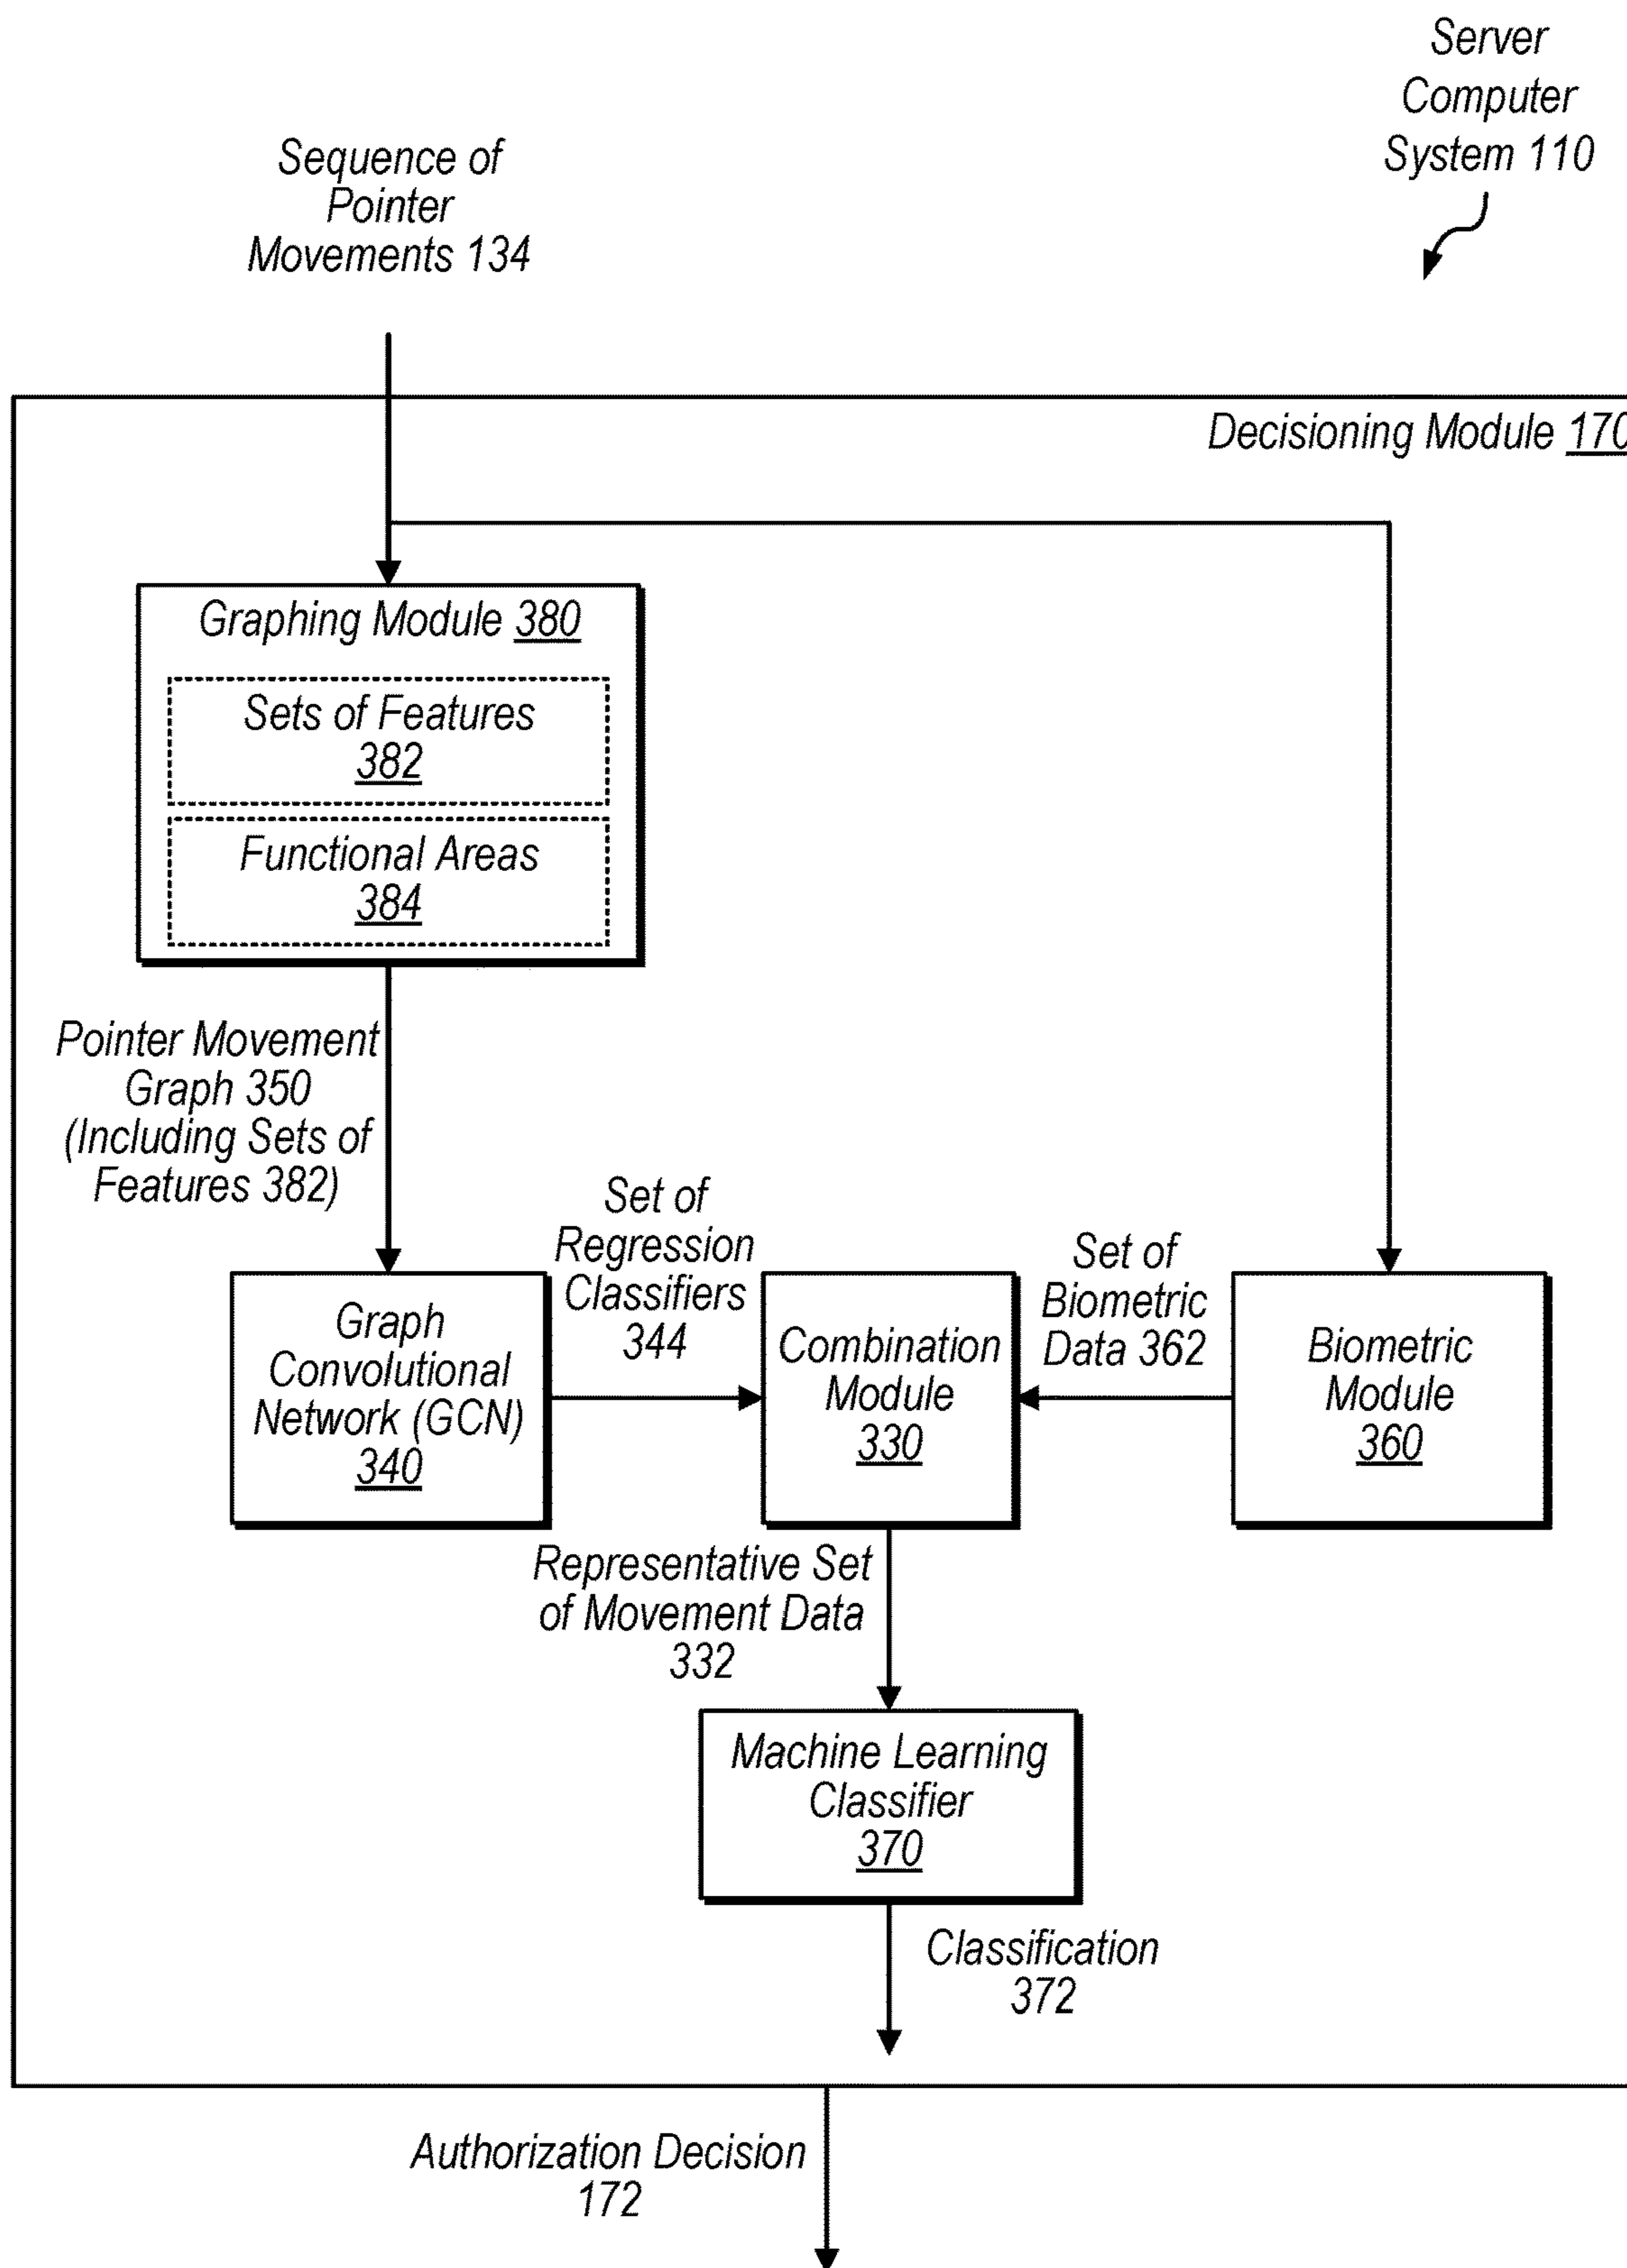 Server
Computer
System 110
Sequence of
Pointer
Movements 134
Decisioning Module 170
Graphing Module 380
Sets of Features
382
Functional Areas
384
Pointer Movement
Graph 350
(Including Sets of
Features 382)
Set of
Regression
Classifiers
344
Set of
Biometric
Data 362
Graph
Convolutional
Network (GCN)
340
Combination
Module
330
Biometric
Module
360
Representative Set
of Movement Data
332
Machine Learning
Classifier
370
Classification
372
Authorization Decision
172